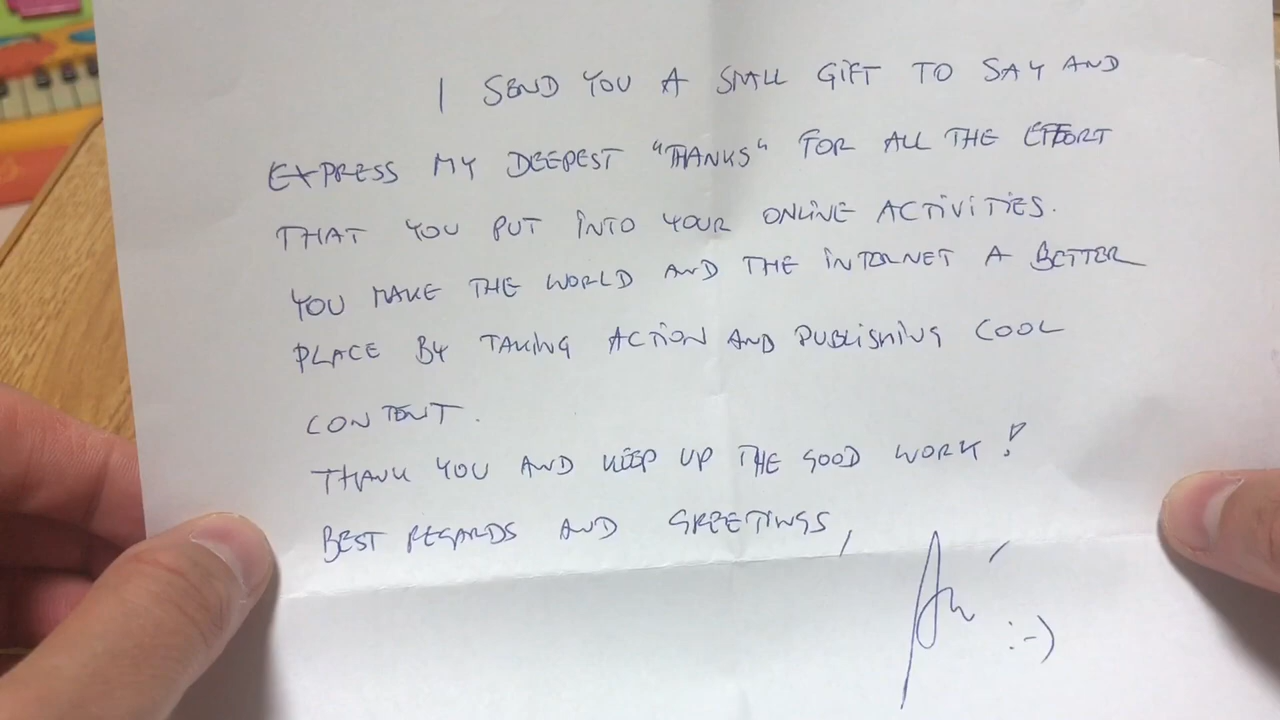 I SEND YOU A SMALL GIFT TO SAY AND
EXPRESS MY DEEPEST "THANKS" FOR ALL THE EFFORT
THAT YOU PUT INTO YOUR ONLINE ACTIVITIES.
YOU MAKE THE WORLD AND THE INTERNET A BETTER
PLACE BY TAKING ACTION AND PUBLISHING COOL
CONTENT.
THANK YOU AND KEEP UP THE GOOD WORK!
BEST REGARDS AND GREETINGS,
:-)